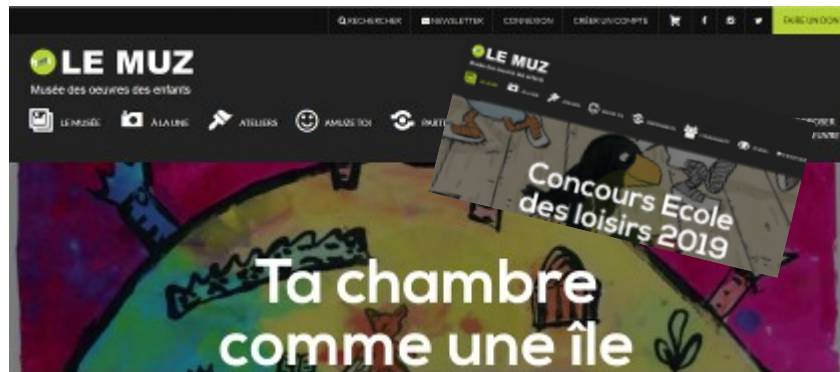 RECHERCHER NEWSLETTER CONNEXION CRÉER UN COMPTE FAIRE UN DON
LE MUZ
Musée des oeuvres des enfants
LE MUSÉE À LA UNE ATELIERS AMUZE TOI
LE MUZ
Concours Ecole
des loisirs 2019
Ta chambre
comme une île